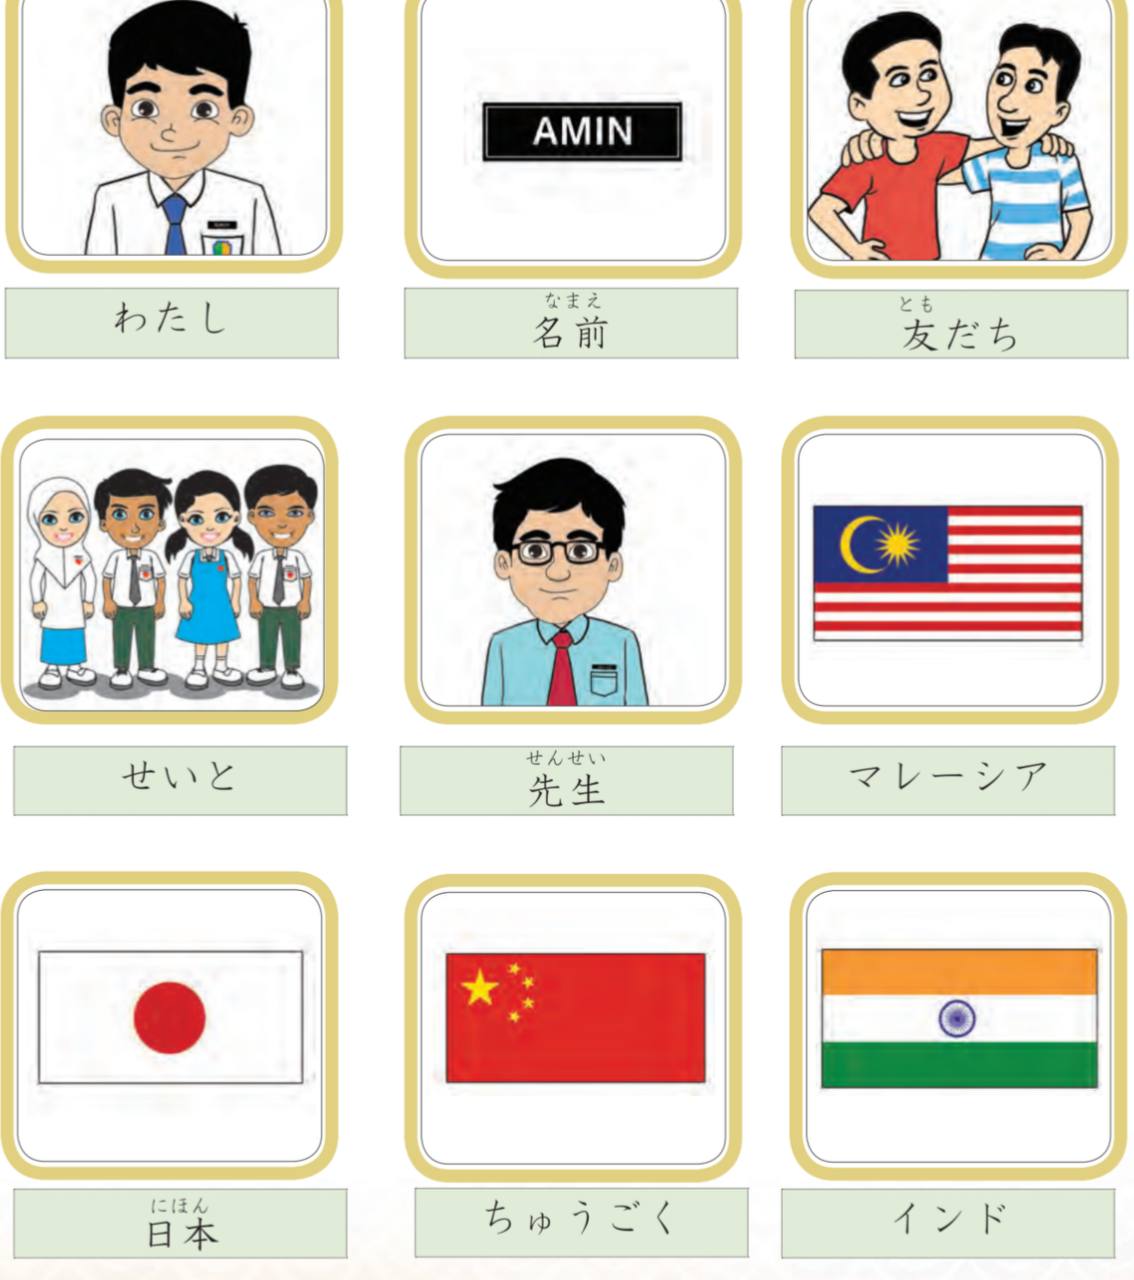 AMIN
わたし
なまえ
名前
とも
友だち
せいと
せんせい
先生
マレーシア
にほん
日本
ちゅうごく
インド